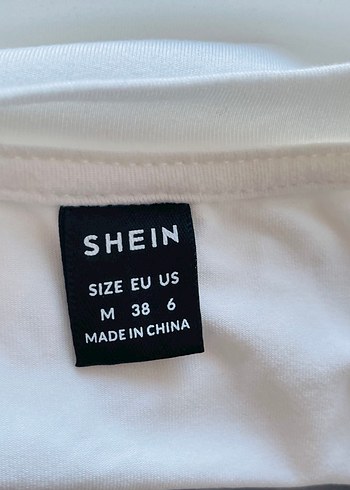 SHEIN
SIZE EU US
M 38 6
MADE IN CHINA